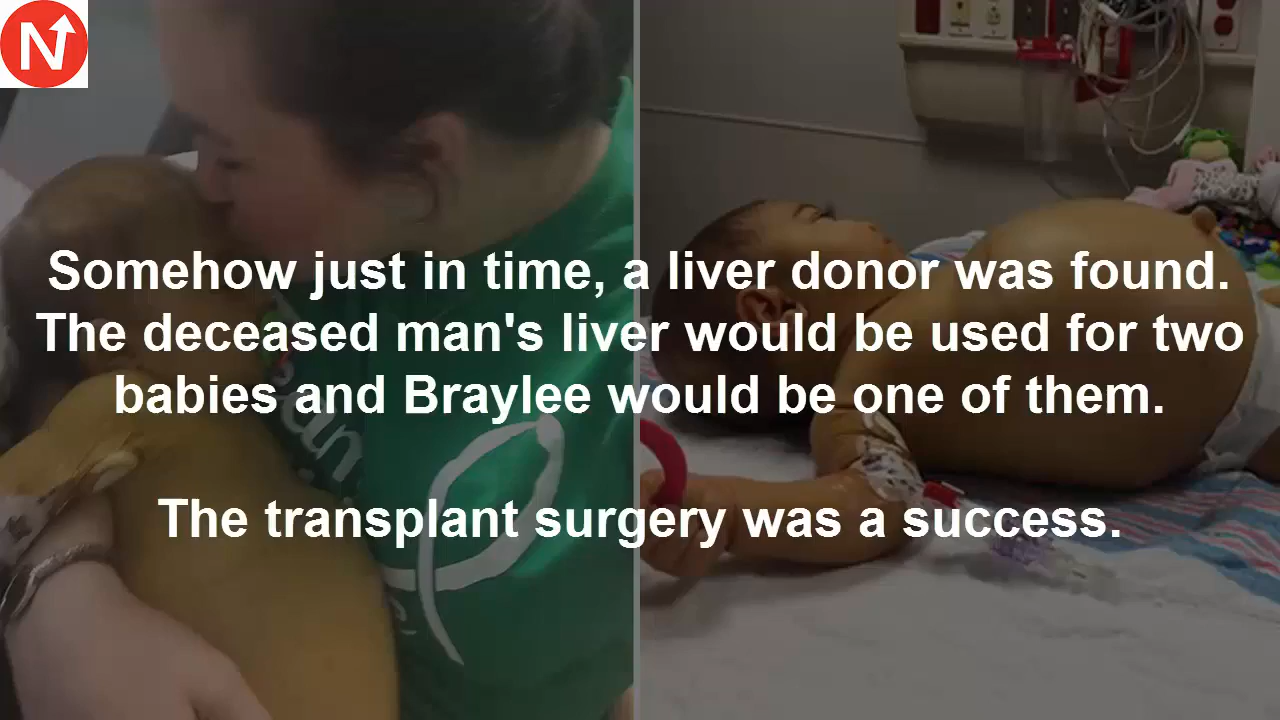 N
Somehow just in time, a liver donor was found.
The deceased man's liver would be used for two
babies and Braylee would be one of them.
The transplant surgery was a success.